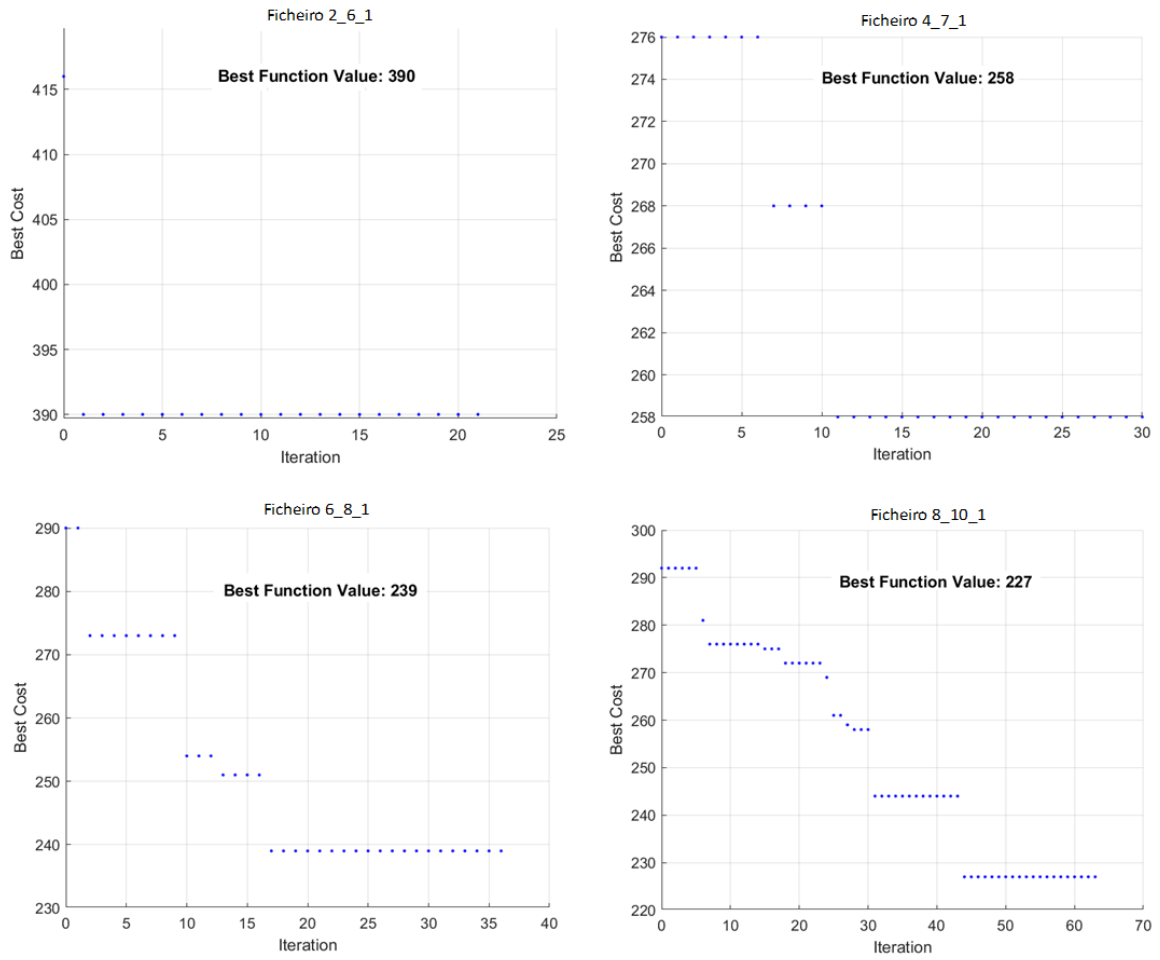 Ficheiro 2_6_1
Best Function Value: 390
415
410
405
400
395
390
0 5 10 15 20 25
Best Cost
Iteration
Ficheiro 4_7_1
276
Best Function Value: 258
274
272
270
268
266
264
262
260
258
0 5 10 15 20 25 30
Best Cost
Iteration
Ficheiro 6_8_1
290
Best Function Value: 239
280
270
260
250
240
230
0 5 10 15 20 25 30 35 40
Best Cost
Iteration
Ficheiro 8_10_1
300
Best Function Value: 227
290
280
270
260
250
240
230
220
0 10 20 30 40 50 60 70
Best Cost
Iteration